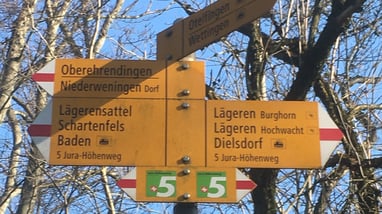 Otelfingen
Wettingen
Oberehrendingen
Niederweningen Dorf
Lägerensattel
Schartenfels
Baden
5 Jura-Höhenweg
Lägeren Burghorn
Lägeren Hochwacht
Dielsdorf
5 Jura-Höhenweg
5
5